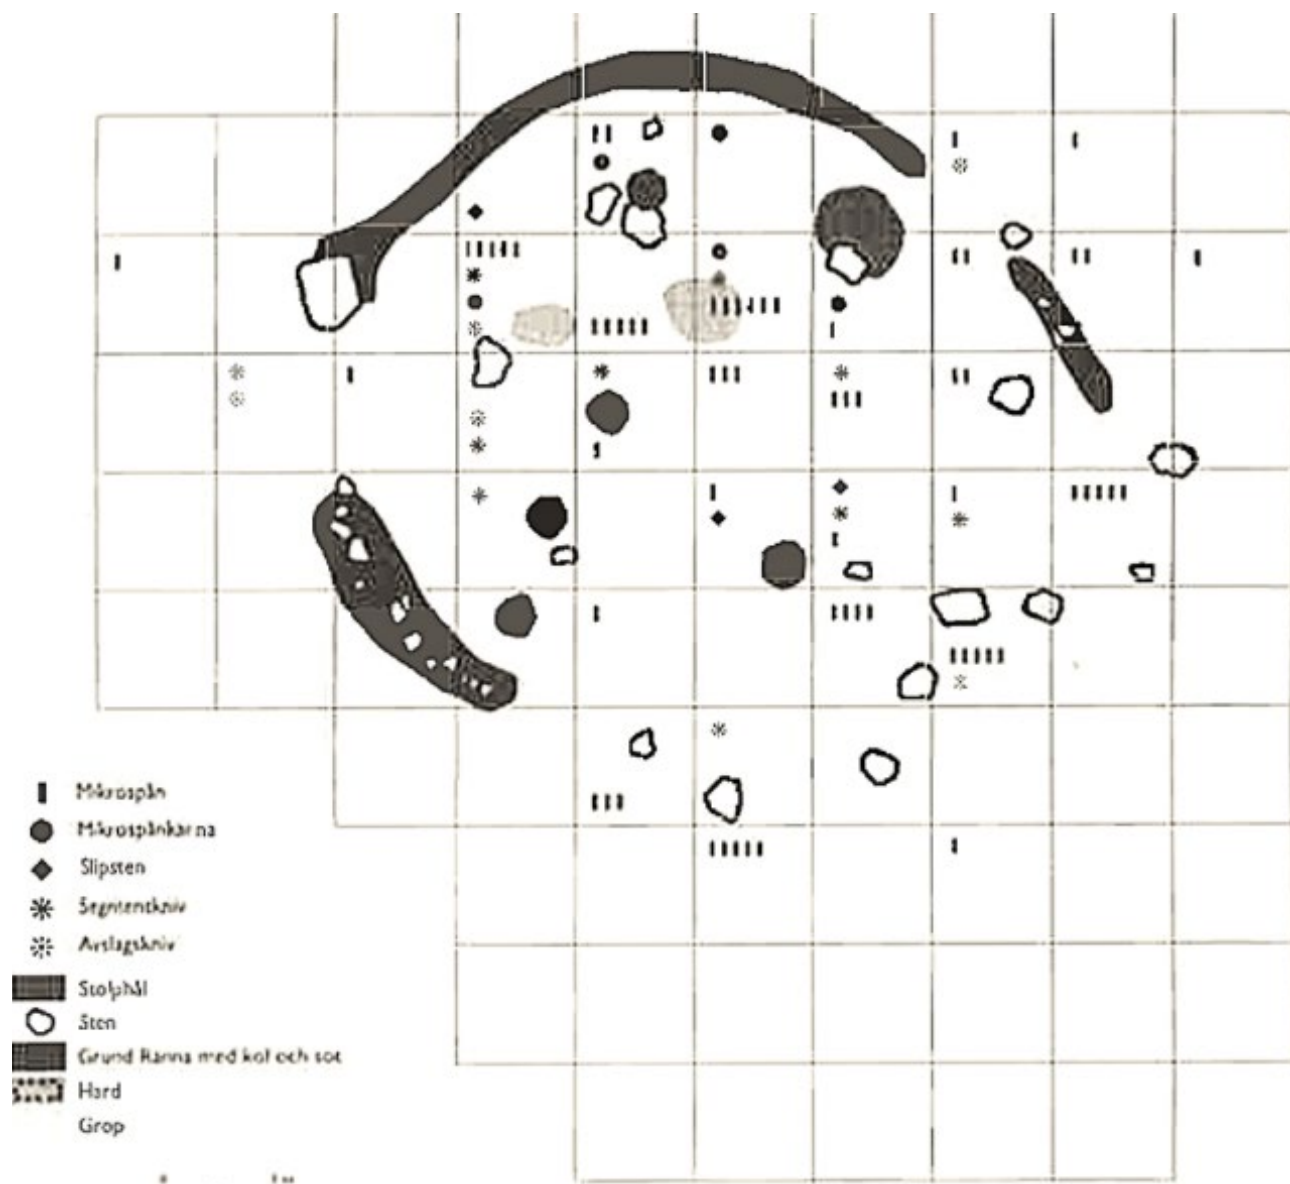 Mikrospån
Mikrospånkärna
Slipsten
Segmentkniv
Avslagskniv
Stolphål
Sten
Grund Ränna med kol och sot
Härd
Grop